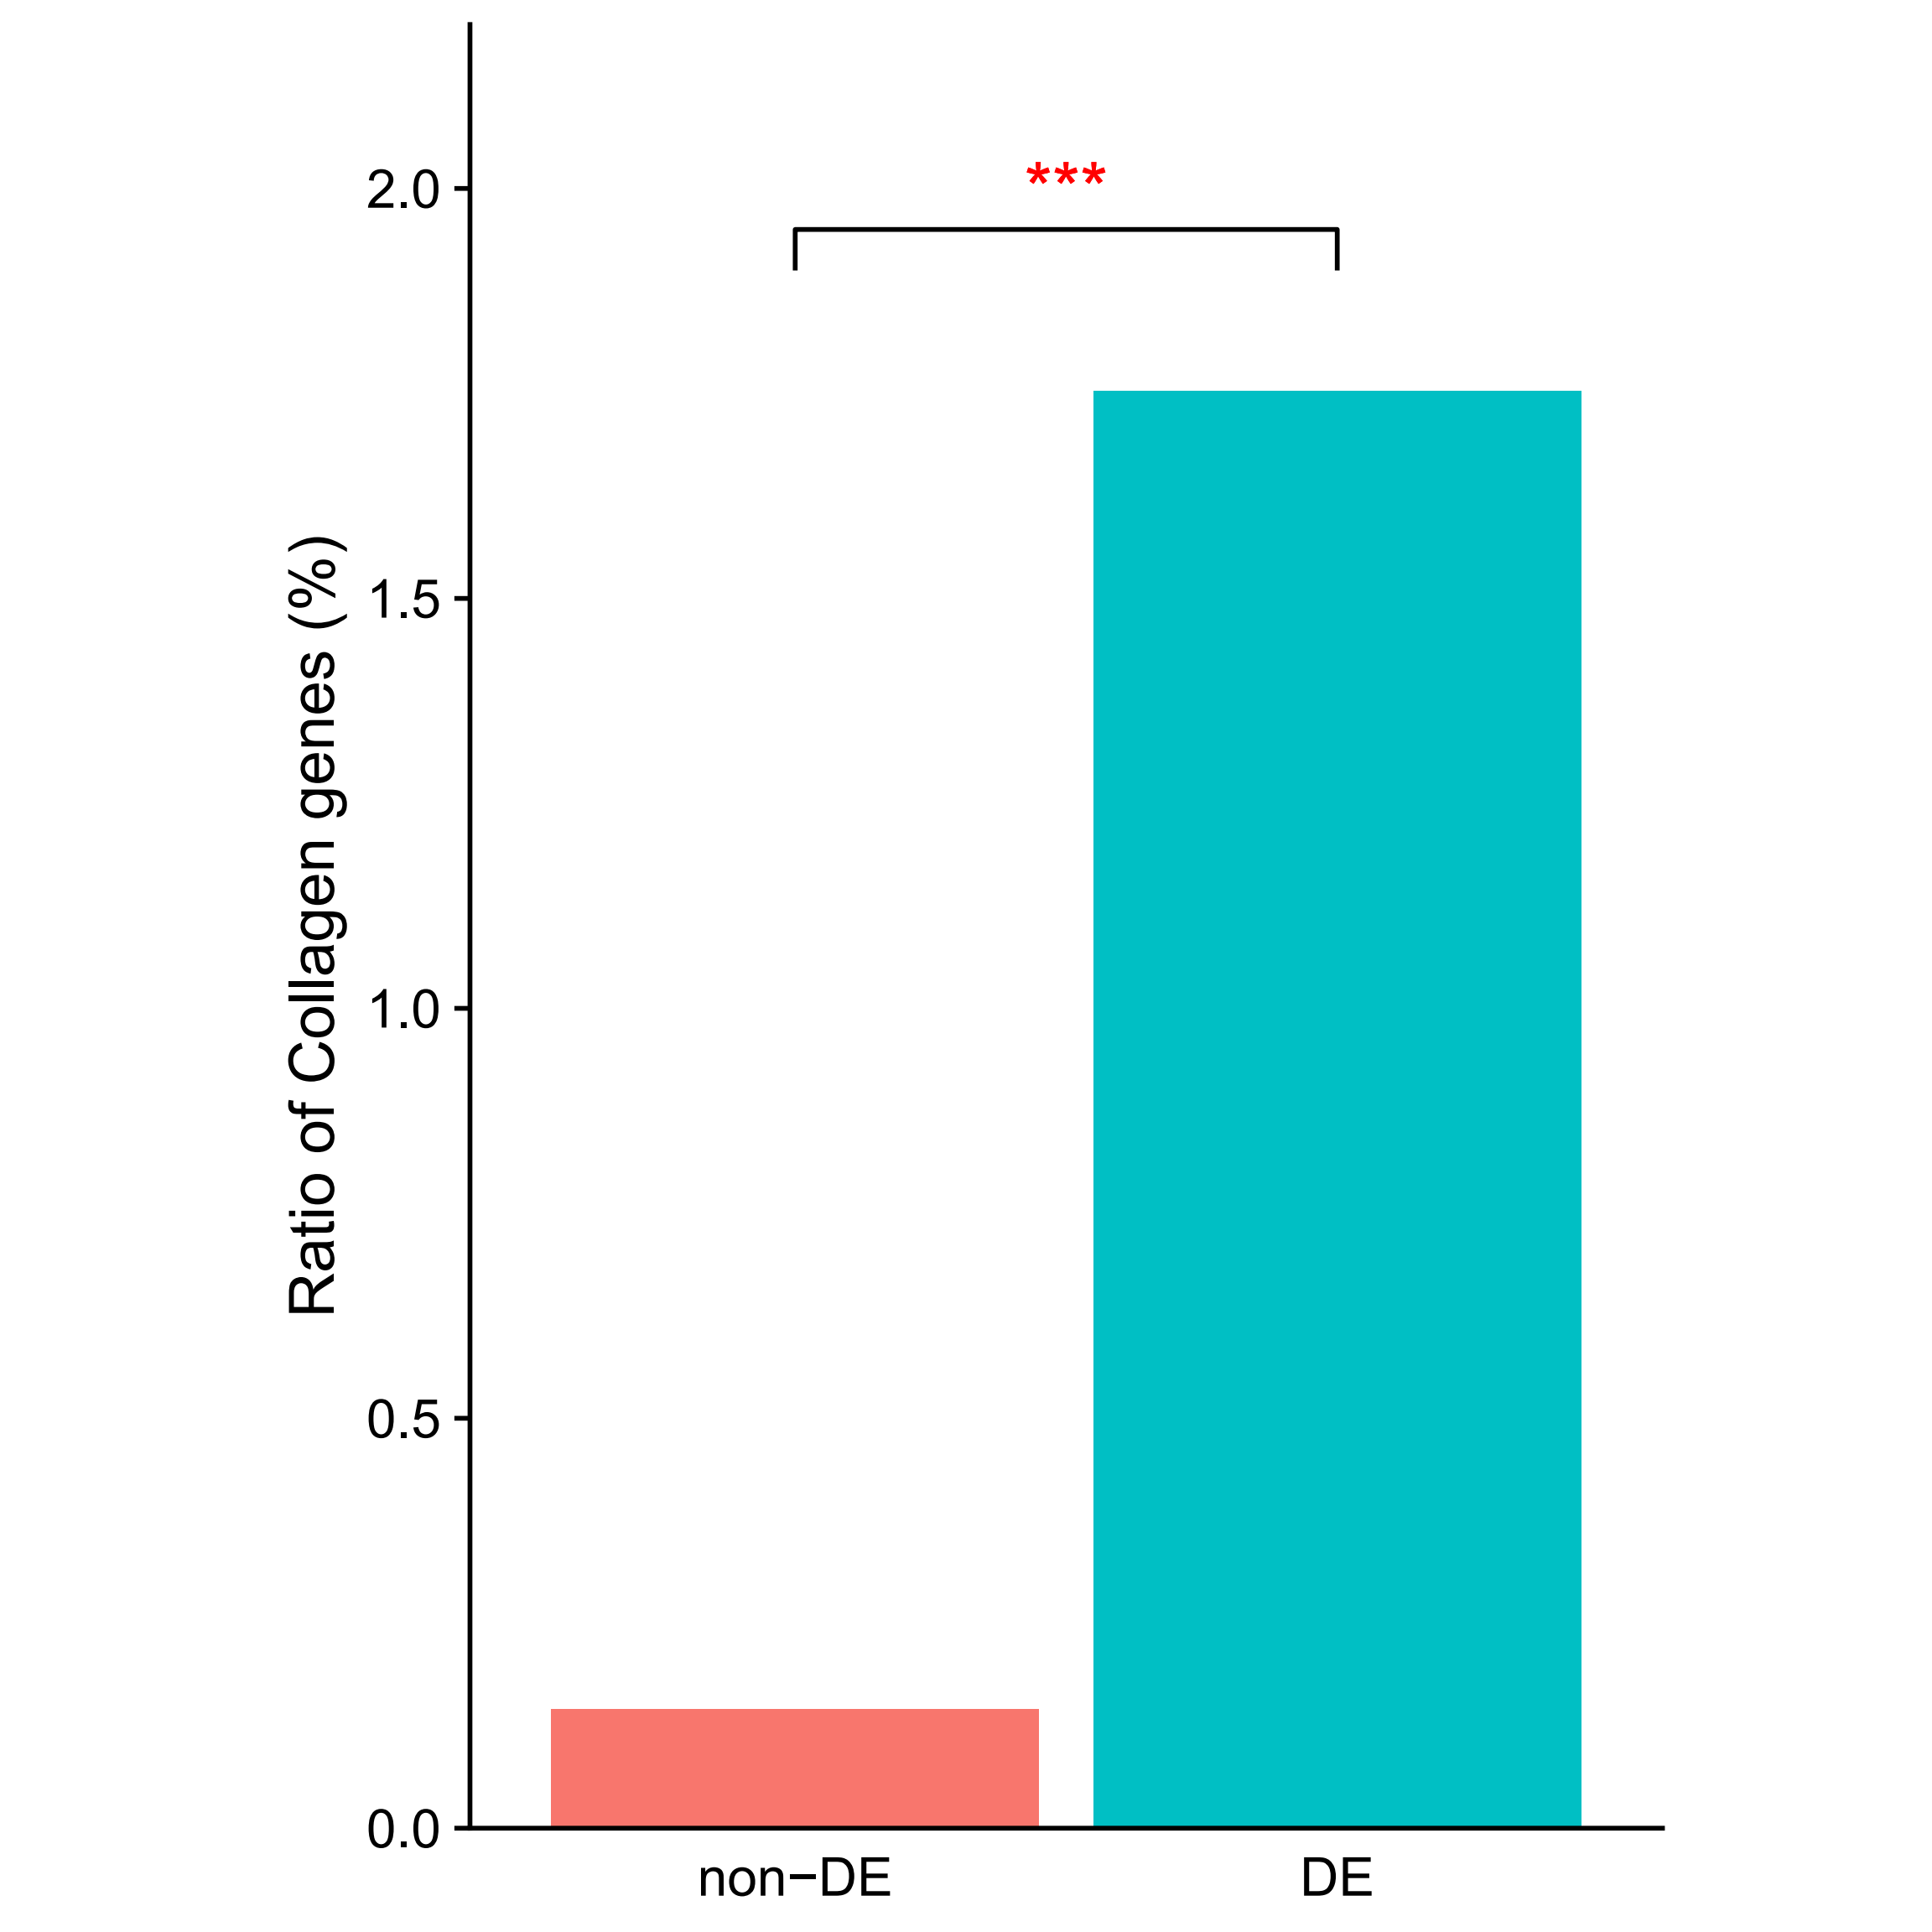 ***
2.0
1.5
1.0
0.5
0.0
Ratio of Collagen genes (%)
non−DE
DE